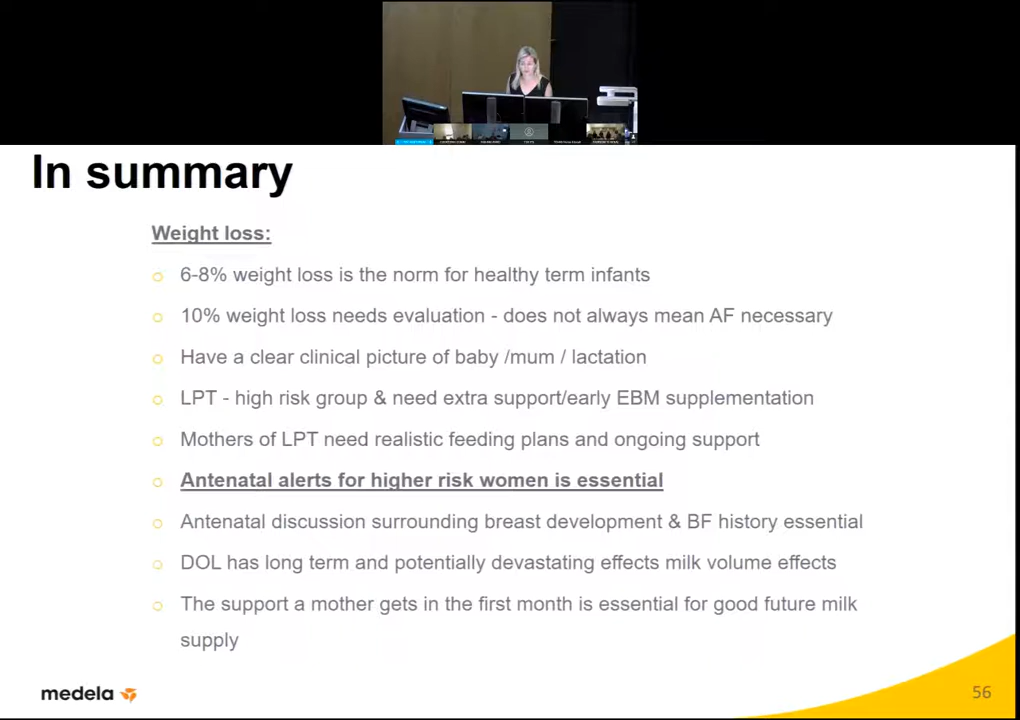 In summary
Weight loss:
6-8% weight loss is the norm for healthy term infants
10% weight loss needs evaluation - does not always mean AF necessary
Have a clear clinical picture of baby /mum / lactation
LPT - high risk group & need extra support/early EBM supplementation
Mothers of LPT need realistic feeding plans and ongoing support
Antenatal alerts for higher risk women is essential
Antenatal discussion surrounding breast development & BF history essential
DOL has long term and potentially devastating effects milk volume effects
The support a mother gets in the first month is essential for good future milk
supply
medela
56